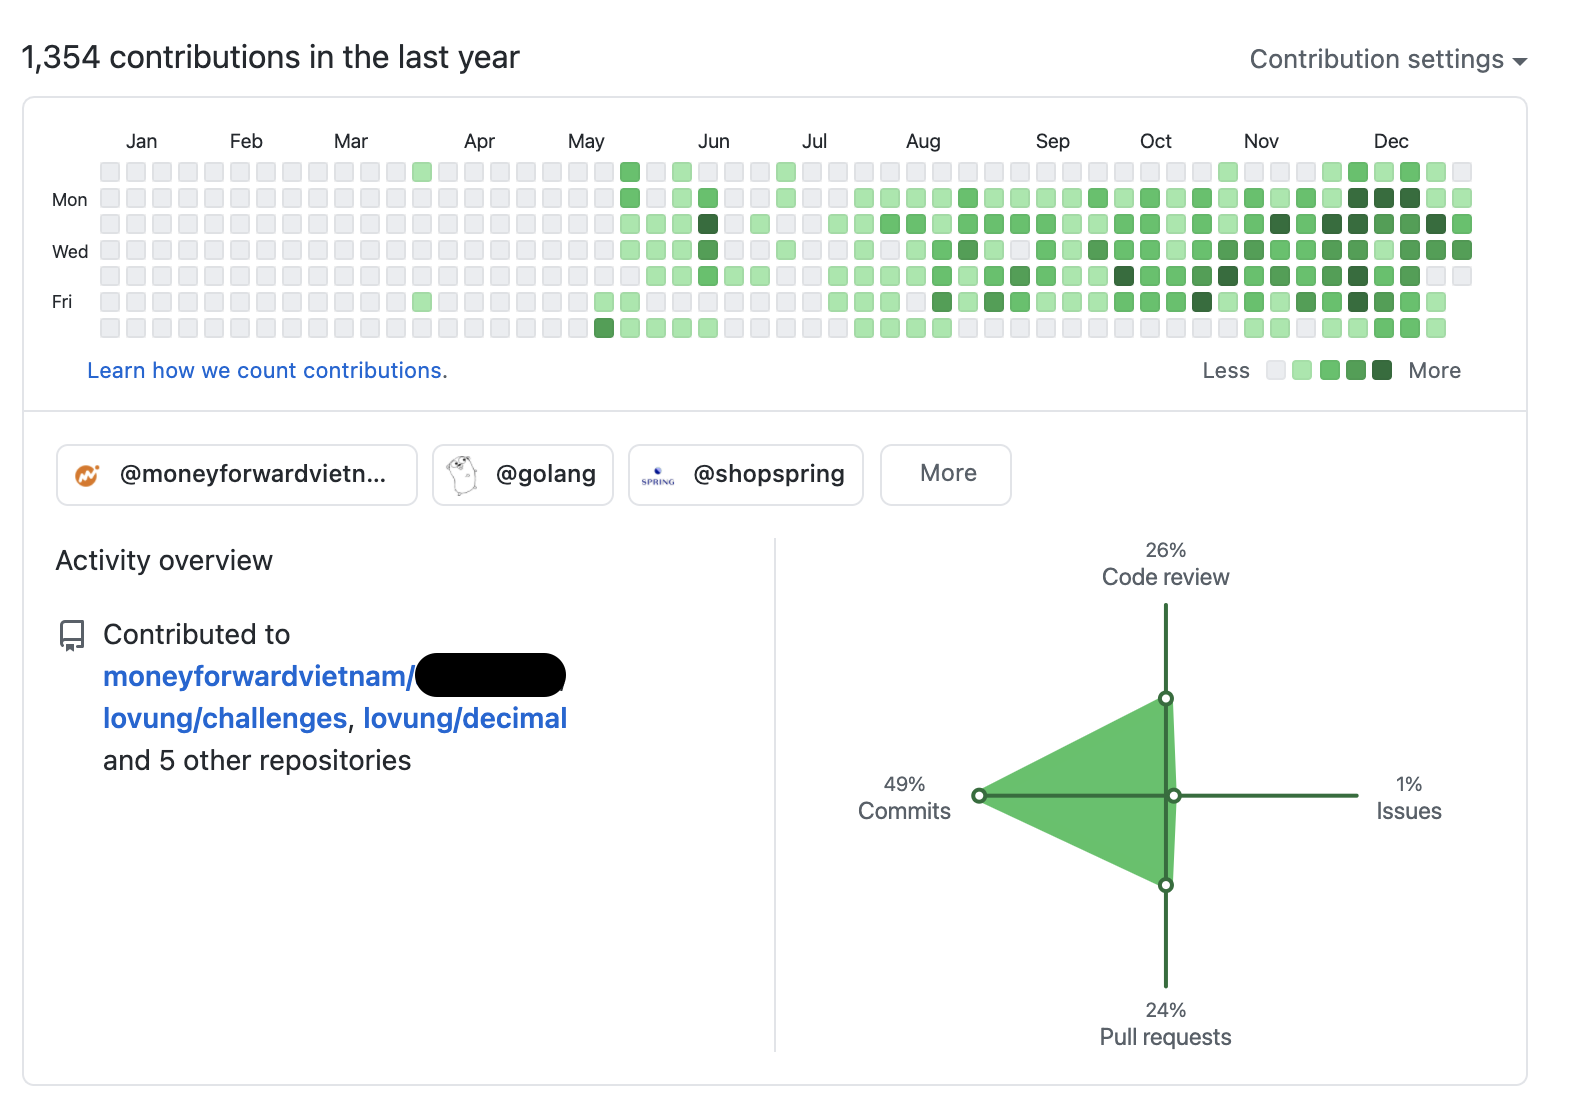 1,354 contributions in the last year
Contribution settings
Jan Feb Mar Apr May Jun Jul Aug Sep Oct Nov Dec
Mon
Wed
Fri
Learn how we count contributions.
Less More
@moneyforwardvietn...
@golang
SPRING
@shopspring
More
Activity overview
Contributed to
moneyforwardvietnam/
lovung/challenges, lovung/decimal
and 5 other repositories
26%
Code review
49%
Commits
1%
Issues
24%
Pull requests